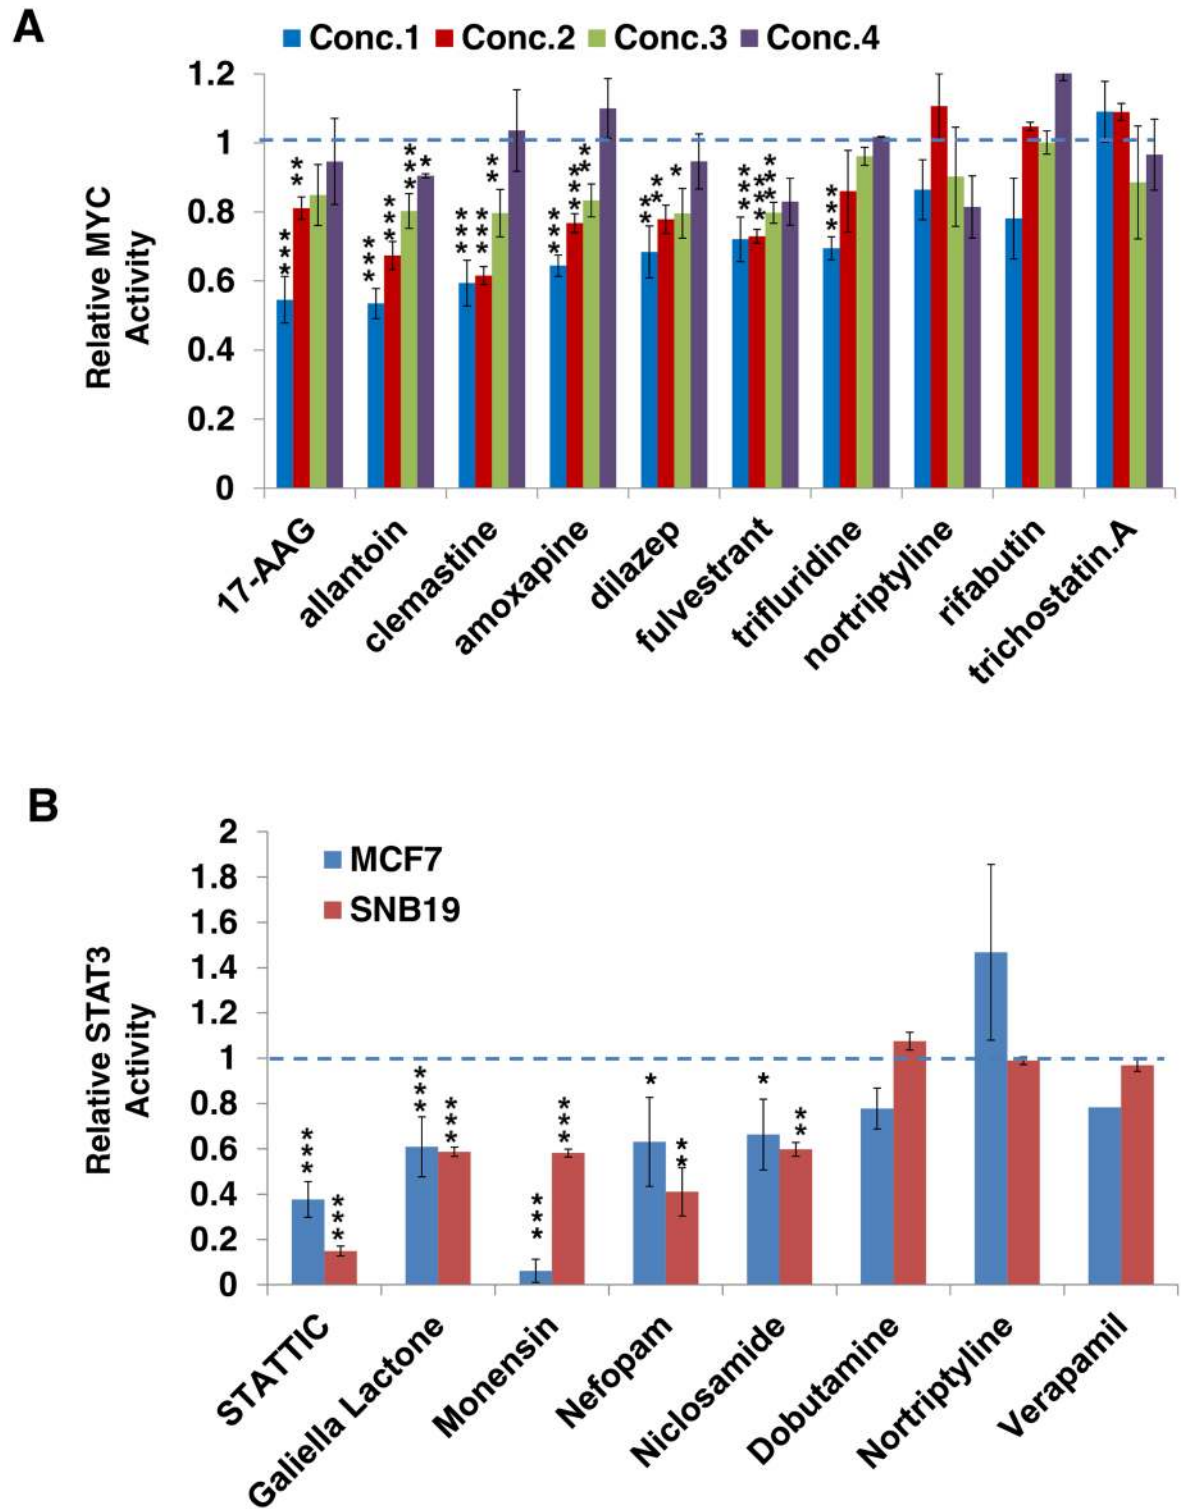 A
Conc.1 Conc.2 Conc.3 Conc.4
Relative MYC
Activity
1.2
1
0.8
0.6
0.4
0.2
0
17-AAG
allantoin
clemastine
amoxapine
dilazep
fulvestrant
trifluridine
nortriptyline
rifabutin
trichostatin.A
B
MCF7
SNB19
Relative STAT3
Activity
2
1.8
1.6
1.4
1.2
1
0.8
0.6
0.4
0.2
0
STATTIC
Galiella Lactone
Monensin
Nefopam
Niclosamide
Dobutamine
Nortriptyline
Verapamil